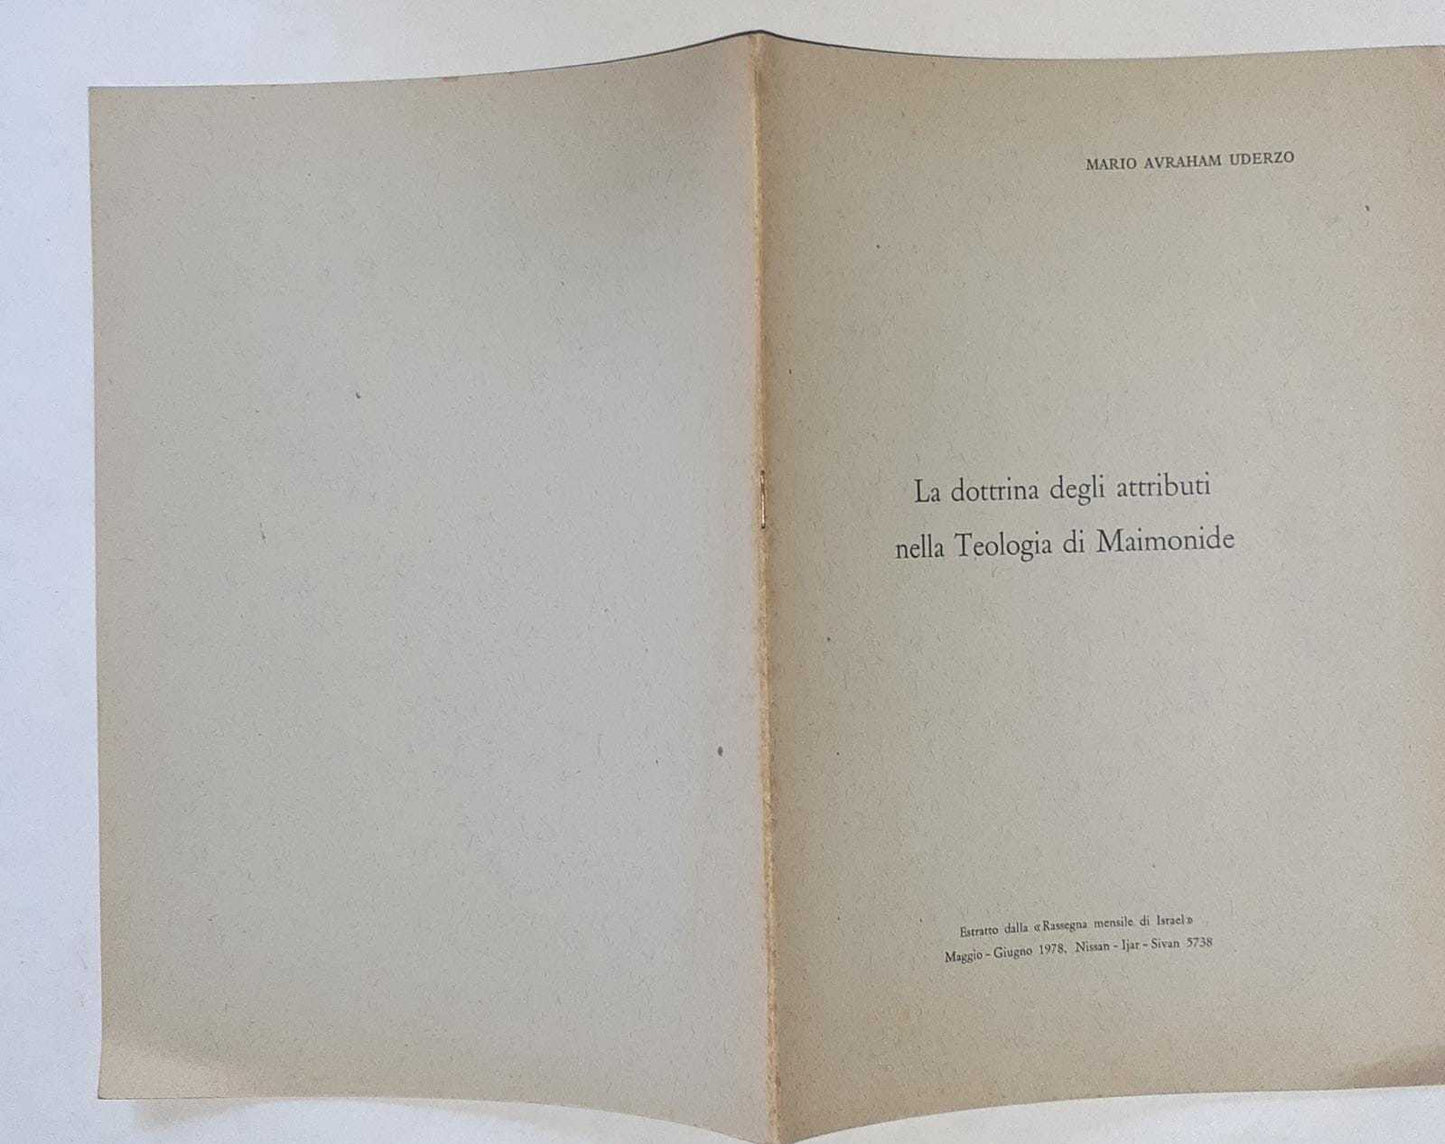 MARIO AVRAHAM UDERZO
La dottrina degli attributi
nella Teologia di Maimonide
Estratto dalla « Rassegna mensile di Israel »
Maggio - Giugno 1978, Nissan - Ijar - Sivan 5738